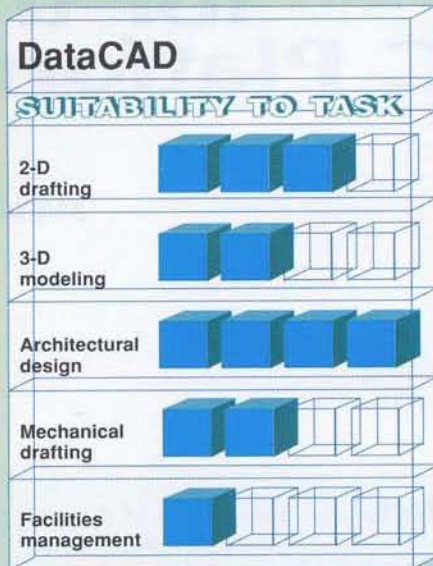 DataCAD
SUITABILITY TO TASK
2-D
drafting
3-D
modeling
Architectural
design
Mechanical
drafting
Facilities
management